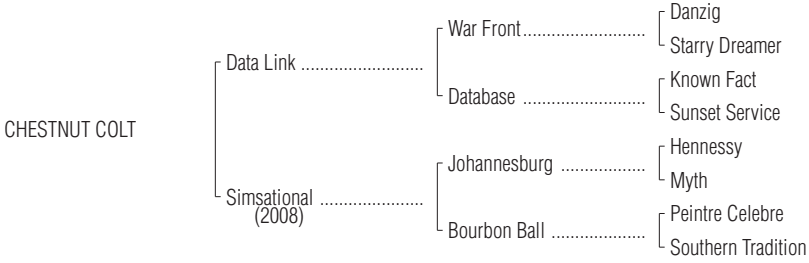 Danzig
War Front..........................
Starry Dreamer
Data Link ..........................
Known Fact
Database ..........................
Sunset Service
CHESTNUT COLT
Hennessy
Johannesburg ..................
Myth
Simsational ......................
(2008)
Peintre Celebre
Bourbon Ball ....................
Southern Tradition